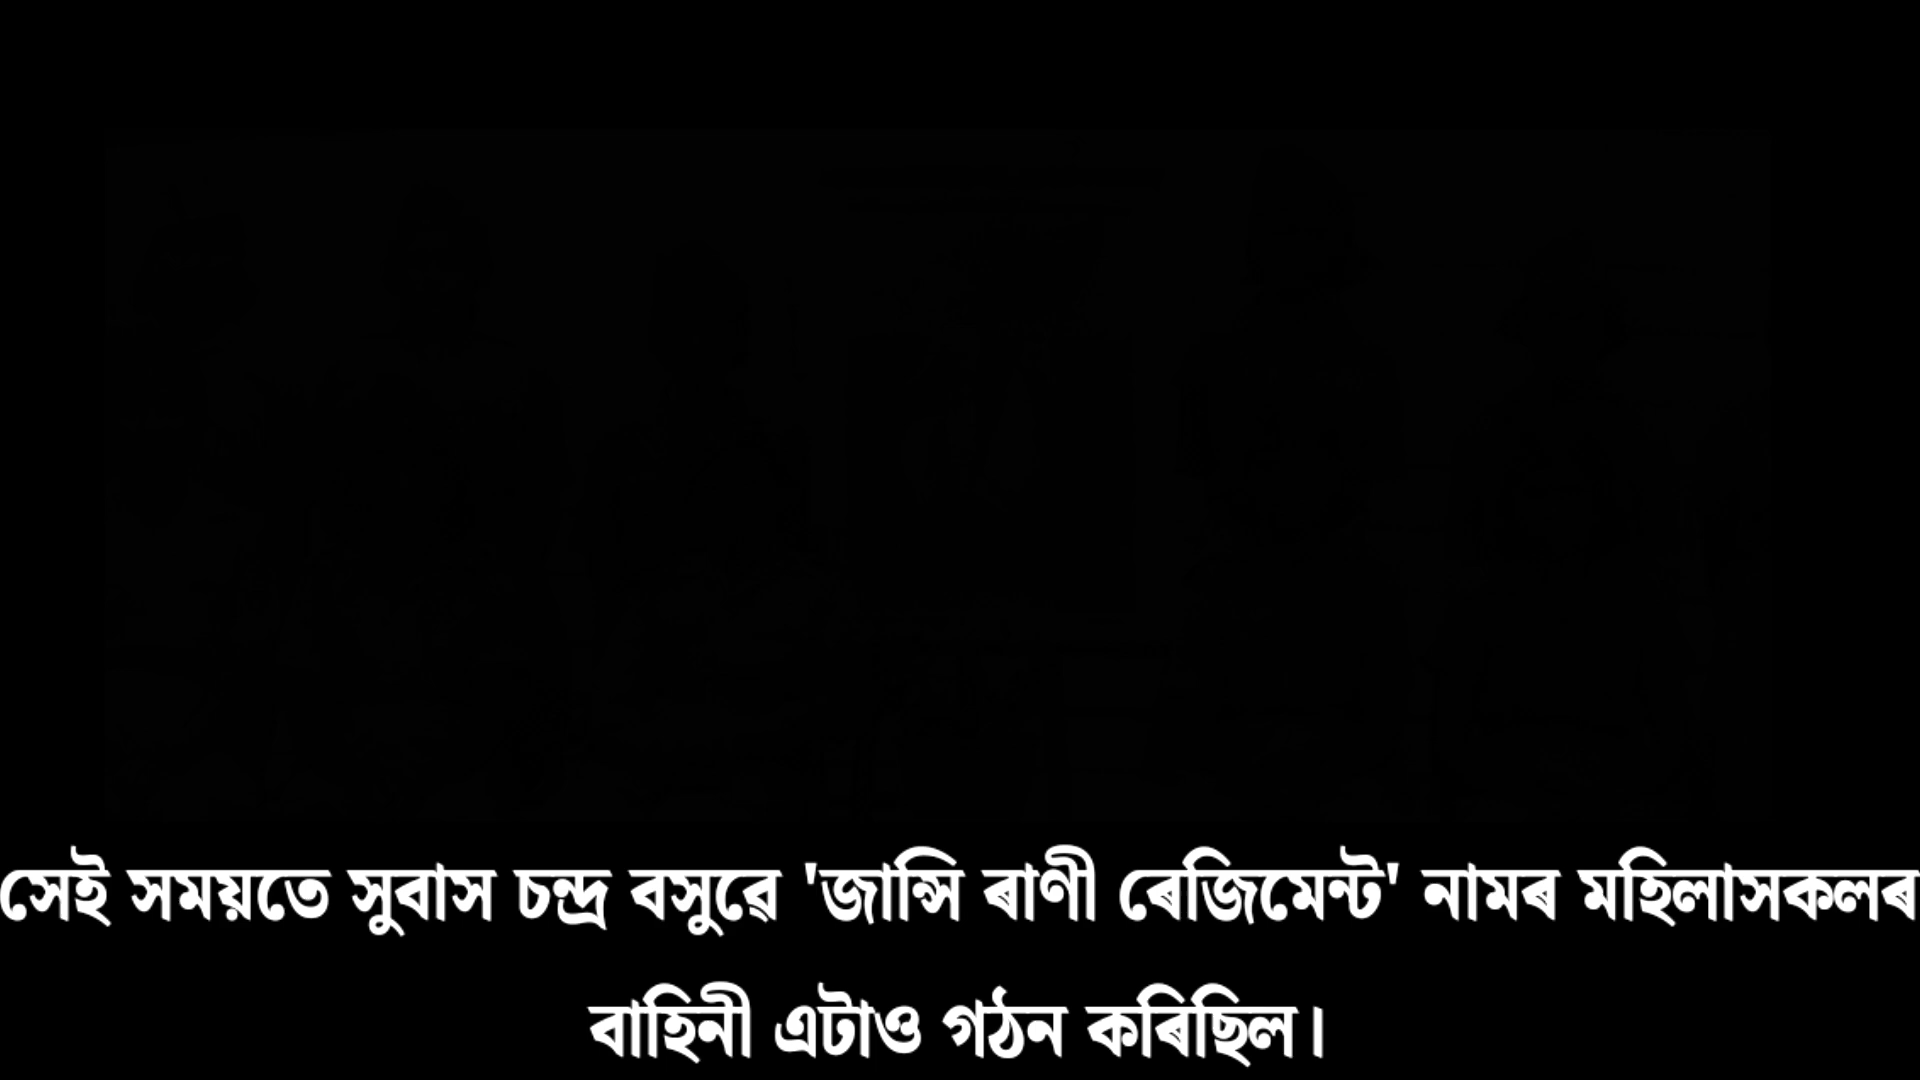 সেই সময়তে সুবাস চন্দ্ৰ বসুৱে 'জান্সি ৰাণী ৰেজিমেন্ট' নামৰ মহিলাসকলৰ
বাহিনী এটাও গঠন কৰিছিল।